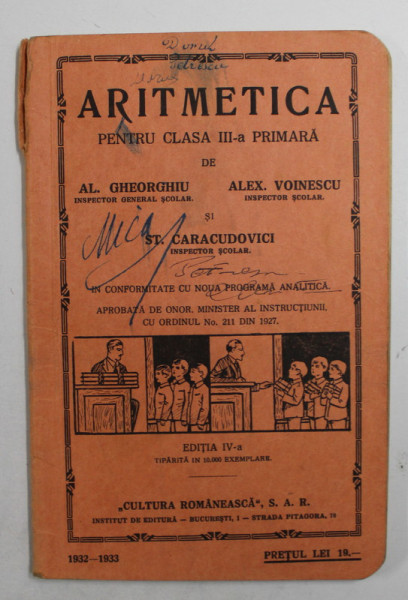 Dorul
ARITMETICA
PENTRU CLASA III-a PRIMARĂ
DE
AL. GHEORGHIU ALEX. VOINESCU
INSPECTOR GENERAL ȘCOLAR. INSPECTOR ȘCOLAR.
ȘI
Mica
ST. CARACUDOVICI
INSPECTOR ȘCOLAR.
IN CONFORMITATE CU NOUA PROGRAMĂ ANALITICĂ.
APROBATĂ DE ONOR. MINISTER AL INSTRUCȚIUNII.
CU ORDINUL No. 211 DIN 1927.
EDIȚIA IV-a
TIPĂRITĂ IN 10.000 EXEMPLARE.
„CULTURA ROMÂNEASCĂ“, S. A. R.
INSTITUT DE EDITURĂ — BUCUREȘTI, I — STRADA PITAGORA, 18
1932—1933 PREȚUL LEI 19.—